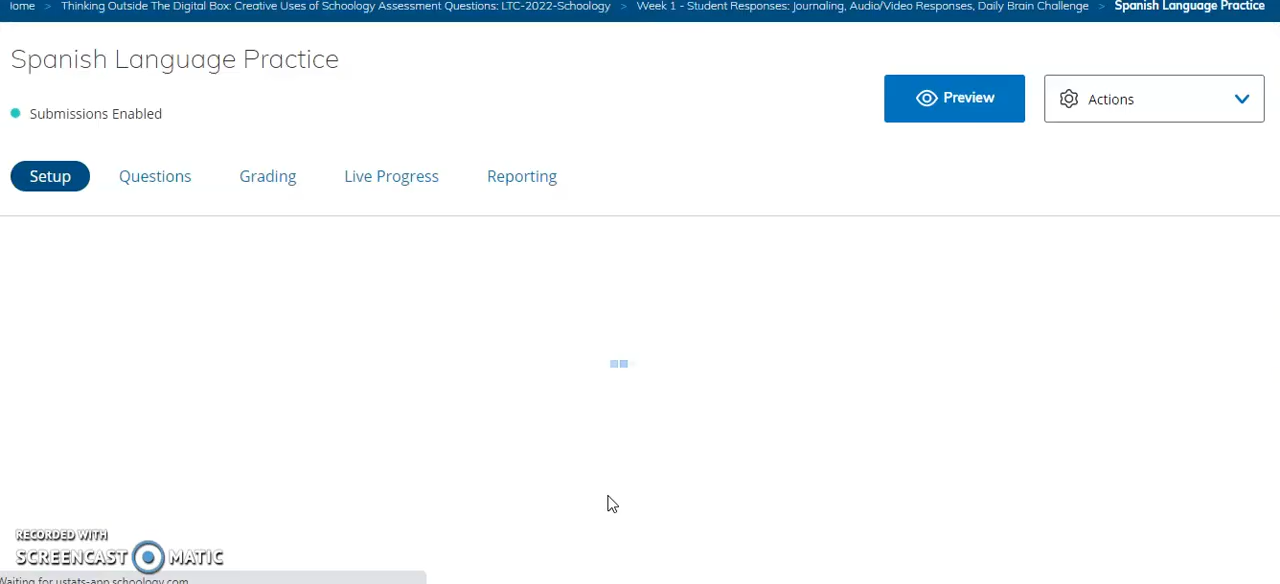 Home > Thinking Outside The Digital Box: Creative Uses of Schoology Assessment Questions: LTC-2022-Schoology > Week 1 - Student Responses: Journaling, Audio/Video Responses, Daily Brain Challenge > Spanish Language Practice
Spanish Language Practice
Submissions Enabled
Preview
Actions
Setup Questions Grading Live Progress Reporting
RECORDED WITH
SCREENCAST MATIC
Waiting for ustats-app.schoology.com